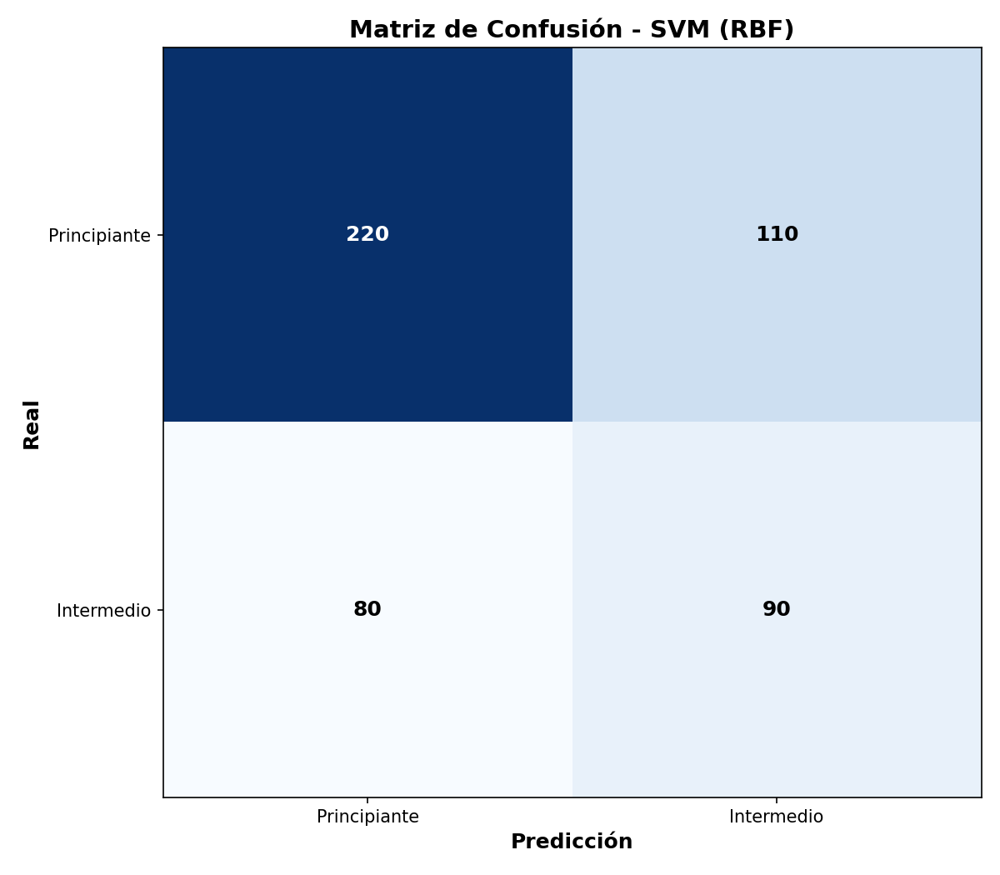 Matriz de Confusión - SVM (RBF)
Principiante
220
110
Real
Intermedio
80
90
Principiante
Intermedio
Predicción